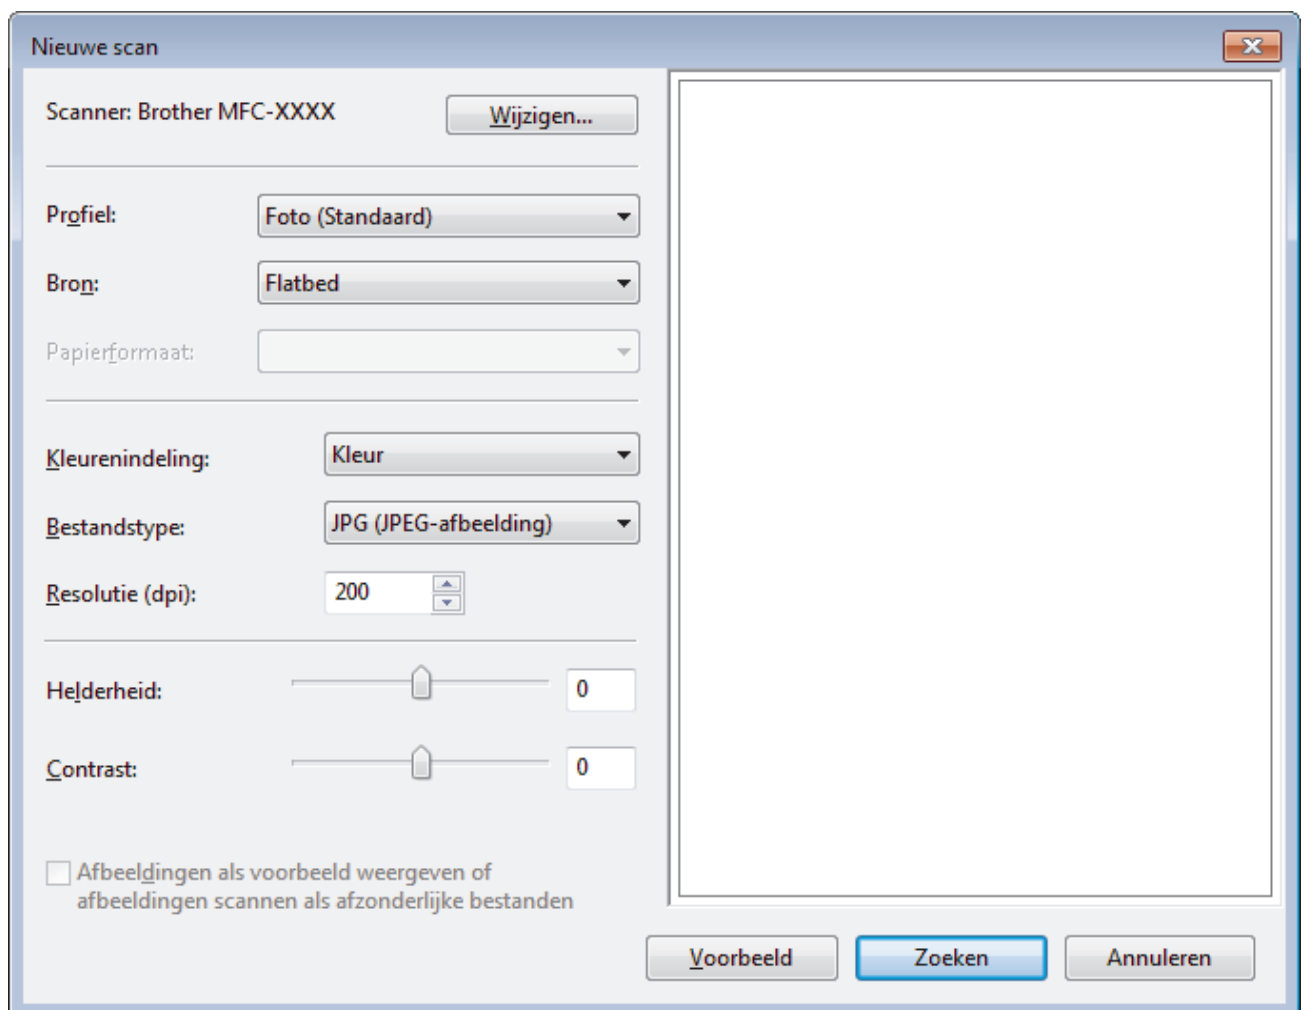 Nieuwe scan
Scanner: Brother MFC-XXXX Wijzigen...
Profiel: Foto (Standaard)
Bron: Flatbed
Papierformaat:
Kleurenindeling: Kleur
Bestandstype: JPG (JPEG-afbeelding)
Resolutie (dpi): 200
Helderheid: 0
Contrast: 0
Afbeeldingen als voorbeeld weergeven of
afbeeldingen scannen als afzonderlijke bestanden
Voorbeeld Zoeken Annuleren